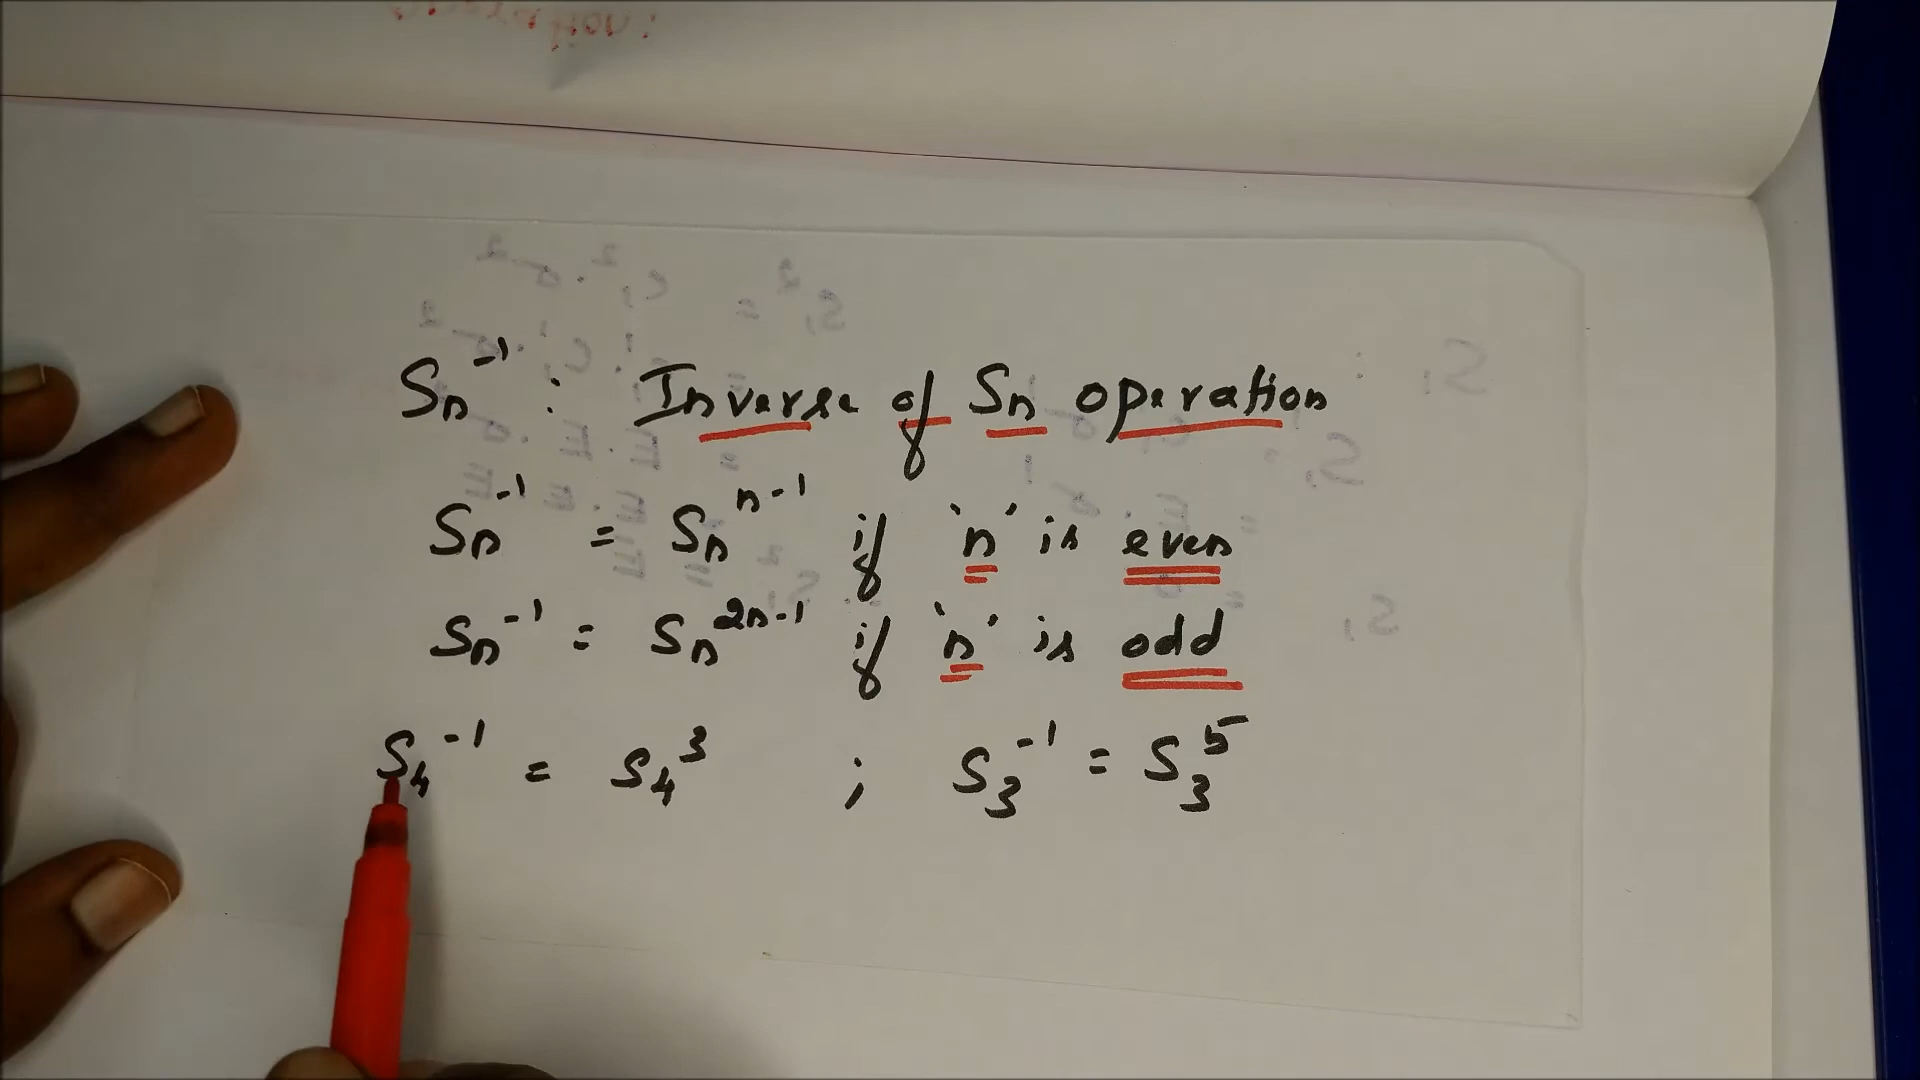 Sn⁻¹ : Inverse of Sn operation
Sn⁻¹ = Snⁿ⁻¹ if 'n' is even
Sn⁻¹ = Sn²ⁿ⁻¹ if 'n' is odd
S₄⁻¹ = S₄³ ; S₃⁻¹ = S₃⁵